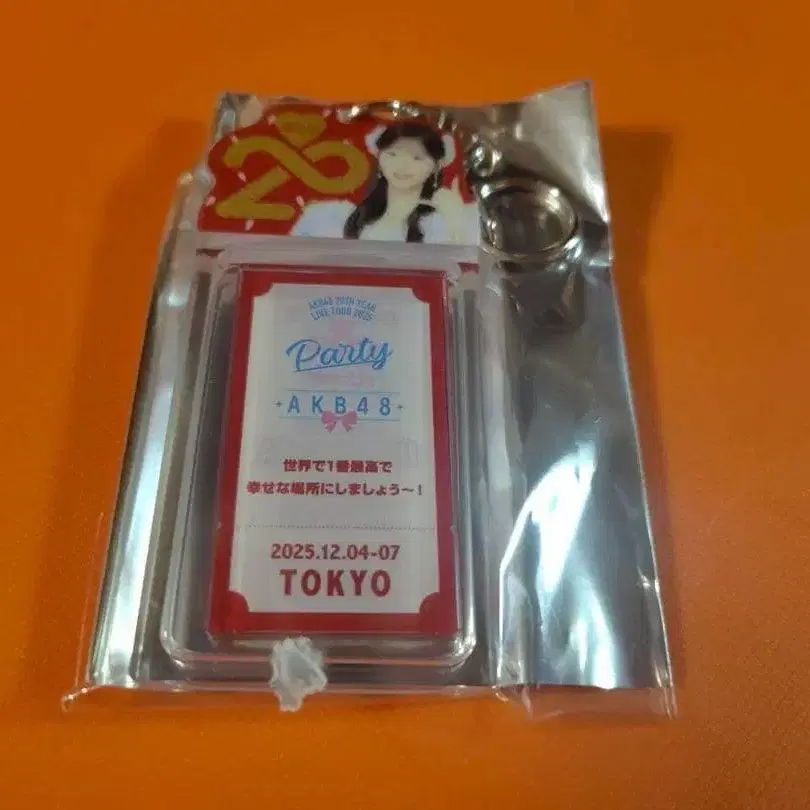 20
AKB48 20TH YEAR
LIVE TOUR 2025
Party
AKB48
世界で1番最高で
幸せな場所にしましょう〜!
2025.12.04-07
TOKYO